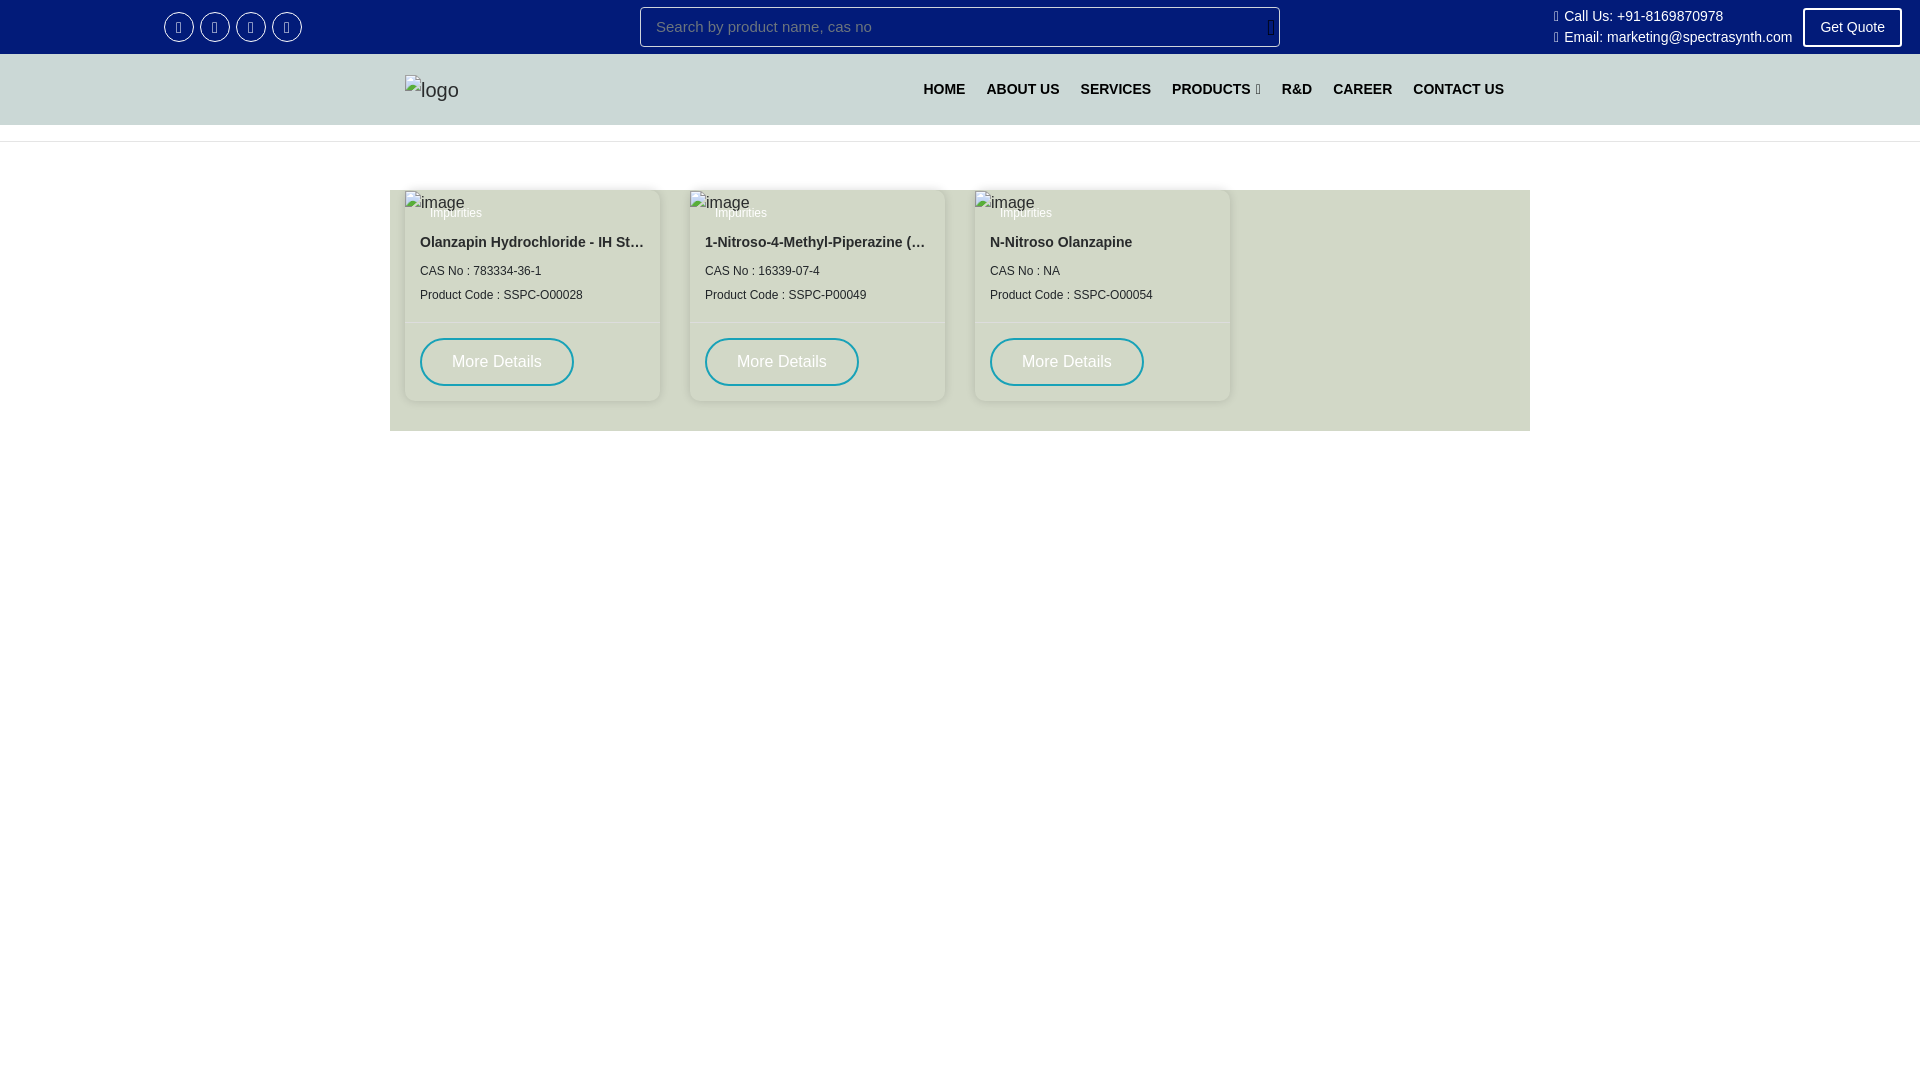 Search by product name, cas no
Call Us: +91-8169870978
Email: marketing@spectrasynth.com
Get Quote
logo
HOME
ABOUT US
SERVICES
PRODUCTS
R&D
CAREER
CONTACT US
image
Impurities
Olanzapin Hydrochloride - IH St...
CAS No : 783334-36-1
Product Code : SSPC-O00028
More Details
image
Impurities
1-Nitroso-4-Methyl-Piperazine (...
CAS No : 16339-07-4
Product Code : SSPC-P00049
More Details
image
Impurities
N-Nitroso Olanzapine
CAS No : NA
Product Code : SSPC-O00054
More Details